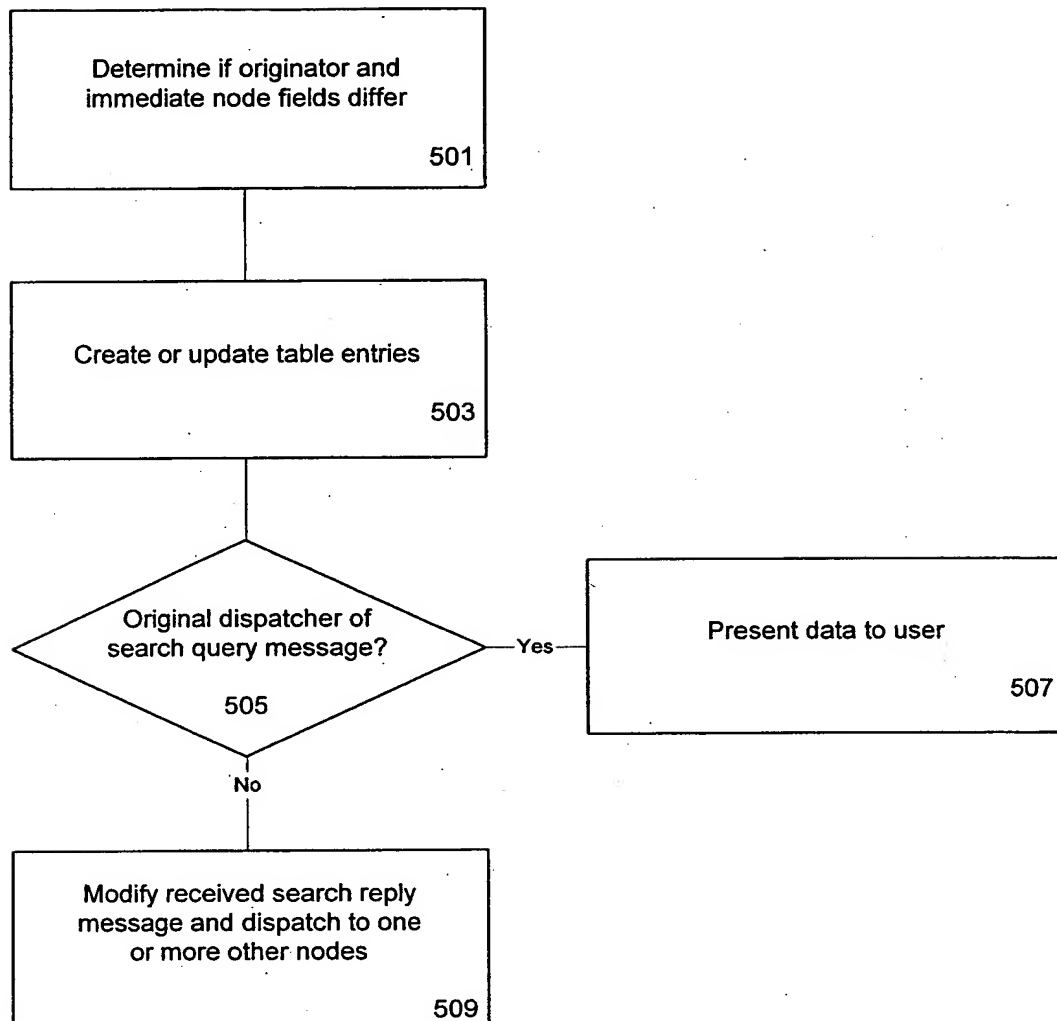 Determine if originator and
immediate node fields differ
501
Create or update table entries
503
Original dispatcher of
search query message?
505
Yes
Present data to user
507
No
Modify received search reply
message and dispatch to one
or more other nodes
509